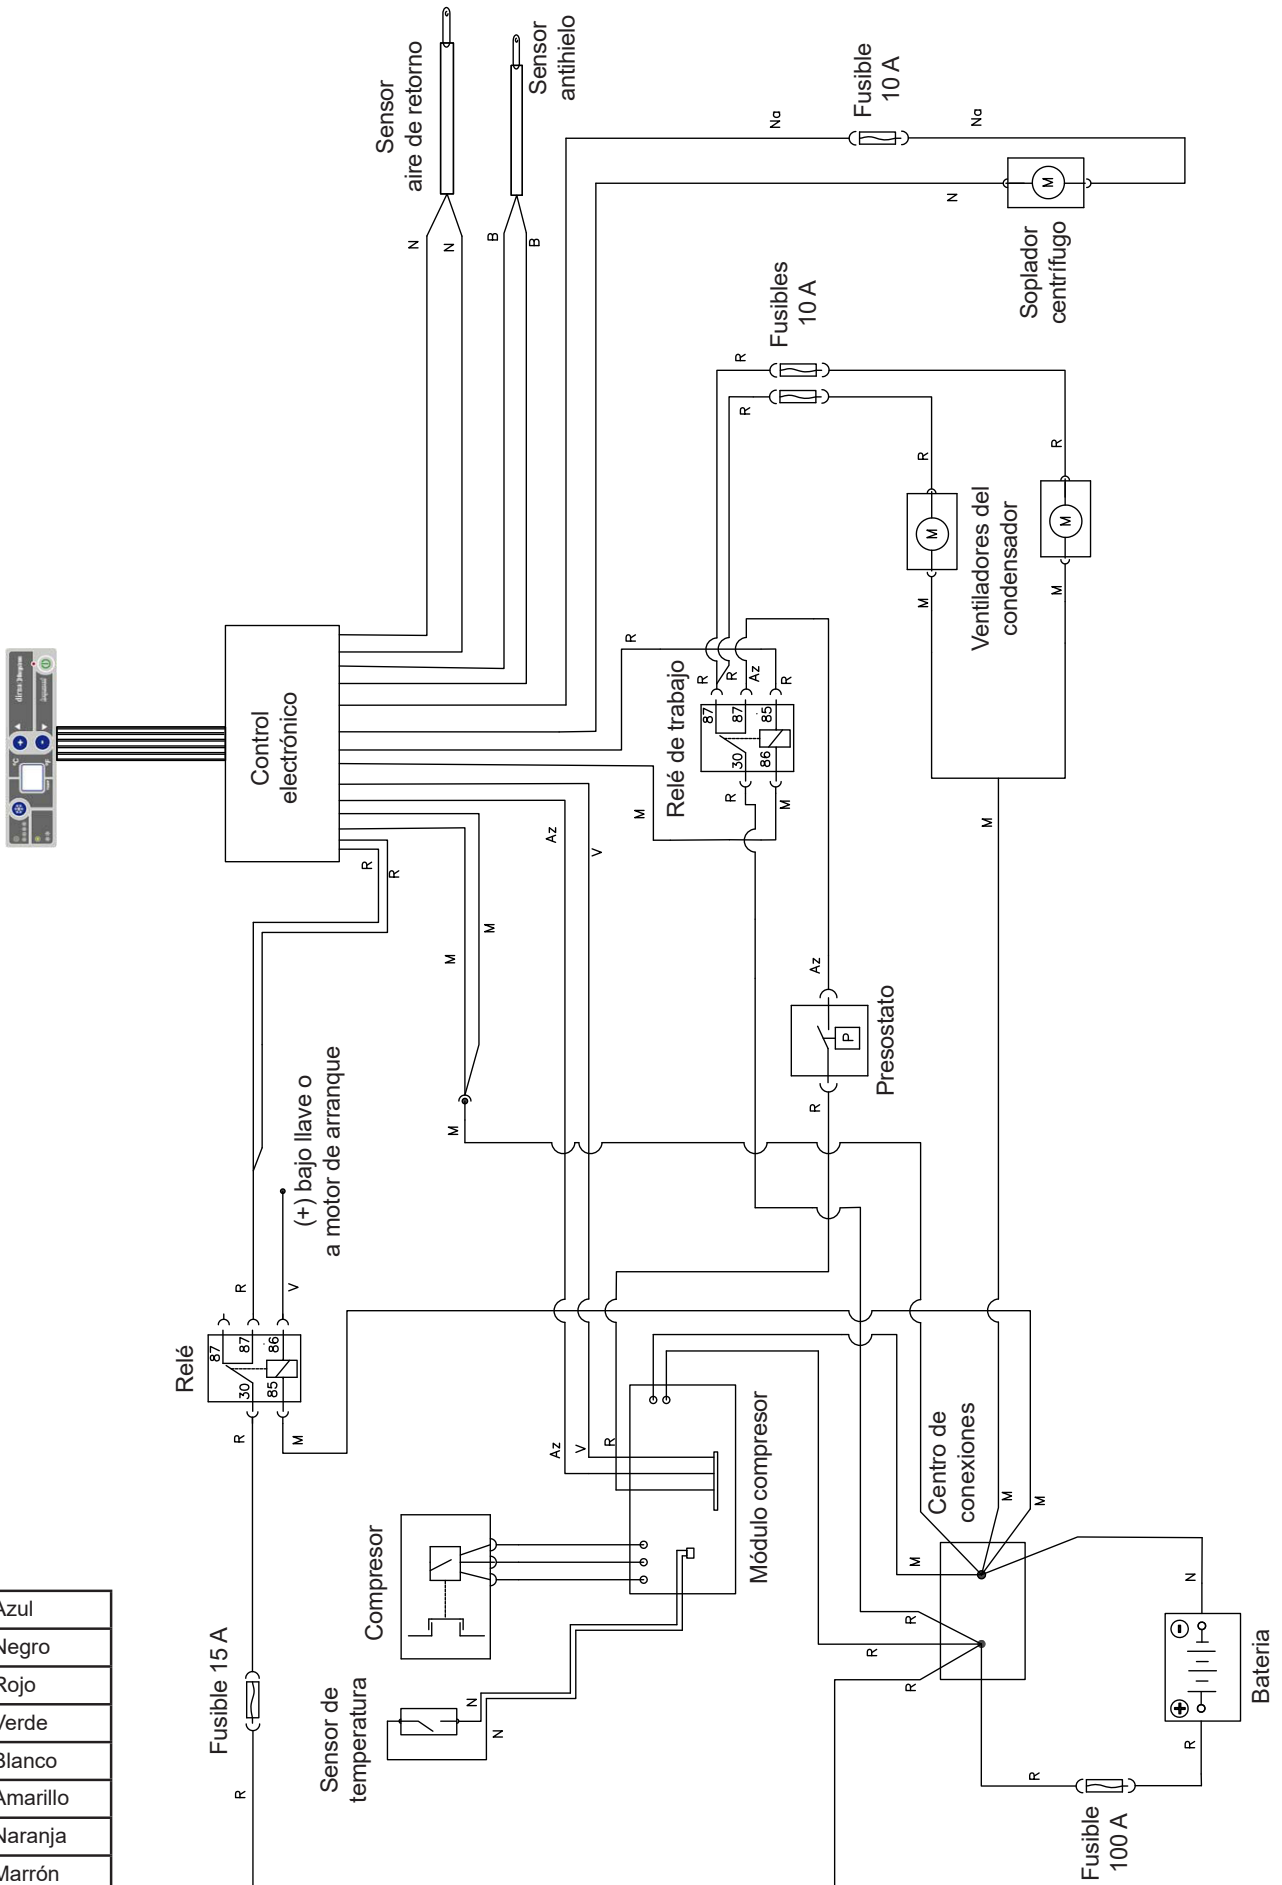 Sensor
aire de retorno
Sensor
antihielo
Fusible
10 A
N
N
B
B
Na
Na
N
Soplador
centrífugo
M
Control
electrónico
Fusibles
10 A
R
R
R
R
M
M
M
M
Ventiladores del
condensador
M
Relé de trabajo
R
R
R
Az
R
87
87
85
30
86
R
M
M
Az
V
R
R
M
M
M
Az
Presostato
P
R
(+) bajo llave o
a motor de arranque
Relé
R
V
87
87
86
30
85
R
M
Az
V
R
Compresor
Módulo compresor
Centro de
conexiones
M
M
M
R
R
R
Fusible 15 A
R
Sensor de
temperatura
N
N
Bateria
N
R
R
Fusible
100 A
Azul
Negro
Rojo
Verde
Blanco
Amarillo
Naranja
Marrón